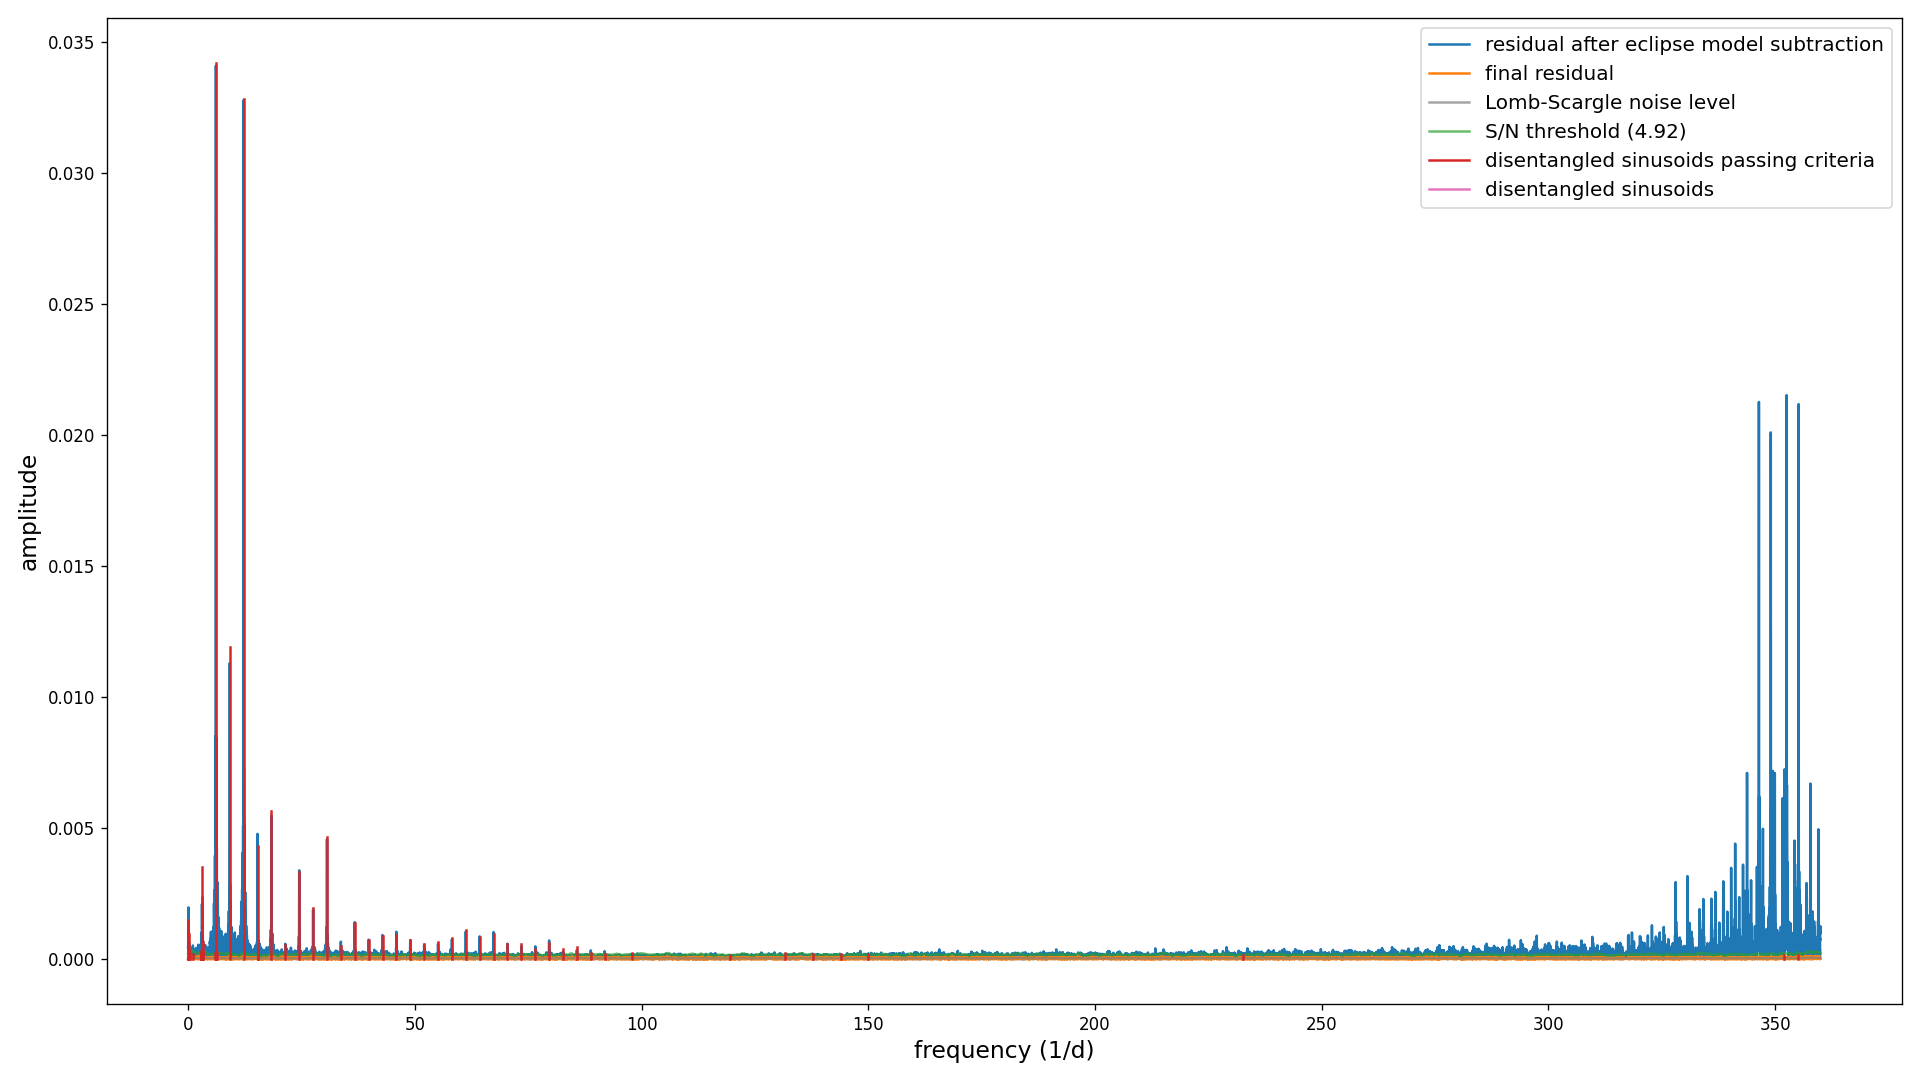 residual after eclipse model subtraction
final residual
Lomb-Scargle noise level
S/N threshold (4.92)
disentangled sinusoids passing criteria
disentangled sinusoids
0.035
0.030
0.025
0.020
0.015
0.010
0.005
0.000
amplitude
0 50 100 150 200 250 300 350
frequency (1/d)